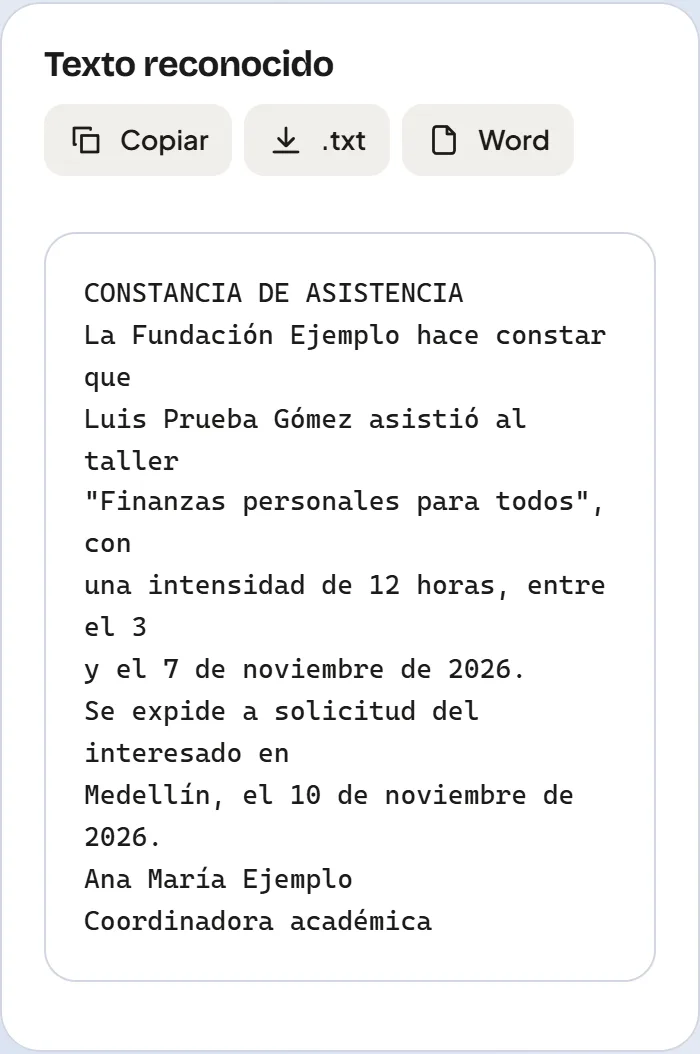 Texto reconocido
Copiar
.txt
Word
CONSTANCIA DE ASISTENCIA
La Fundación Ejemplo hace constar
que
Luis Prueba Gómez asistió al
taller
"Finanzas personales para todos",
con
una intensidad de 12 horas, entre
el 3
y el 7 de noviembre de 2026.
Se expide a solicitud del
interesado en
Medellín, el 10 de noviembre de
2026.
Ana María Ejemplo
Coordinadora académica